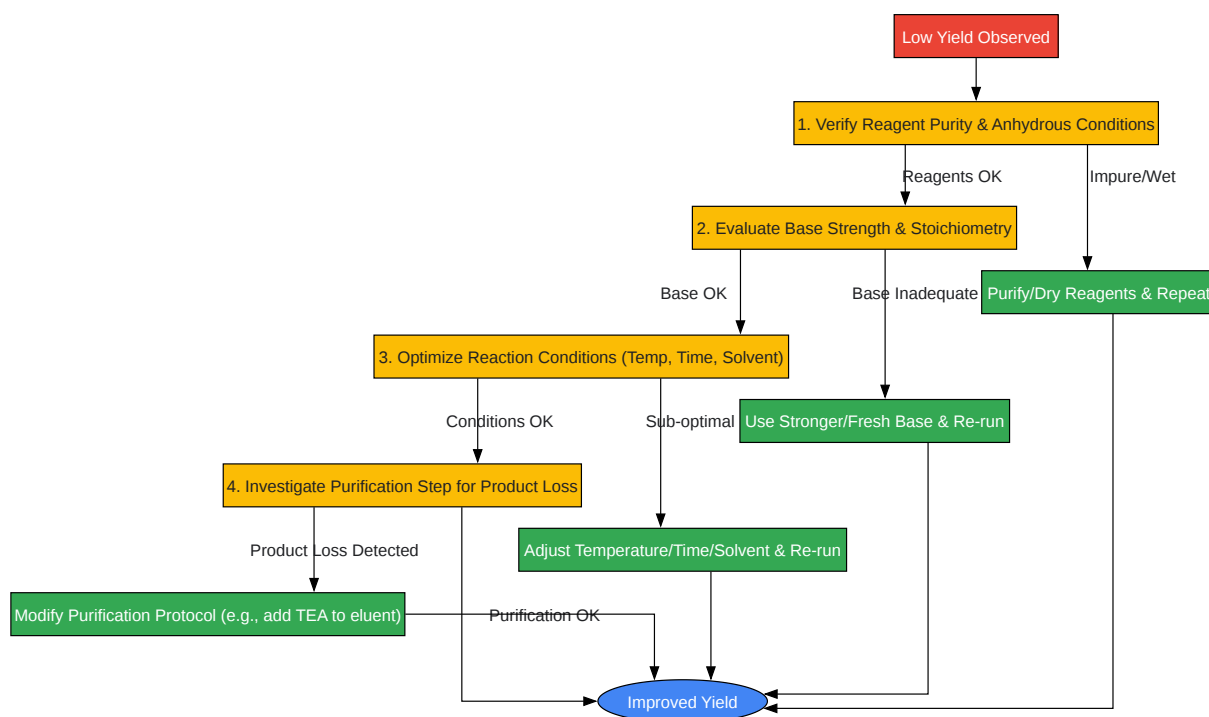 Low Yield Observed
1. Verify Reagent Purity & Anhydrous Conditions
Reagents OK
Impure/Wet
2. Evaluate Base Strength & Stoichiometry
Purify/Dry Reagents & Repeat
Base OK
Base Inadequate
3. Optimize Reaction Conditions (Temp, Time, Solvent)
Conditions OK
Sub-optimal
Use Stronger/Fresh Base & Re-run
4. Investigate Purification Step for Product Loss
Product Loss Detected
Adjust Temperature/Time/Solvent & Re-run
Modify Purification Protocol (e.g., add TEA to eluent)
Purification OK
Improved Yield